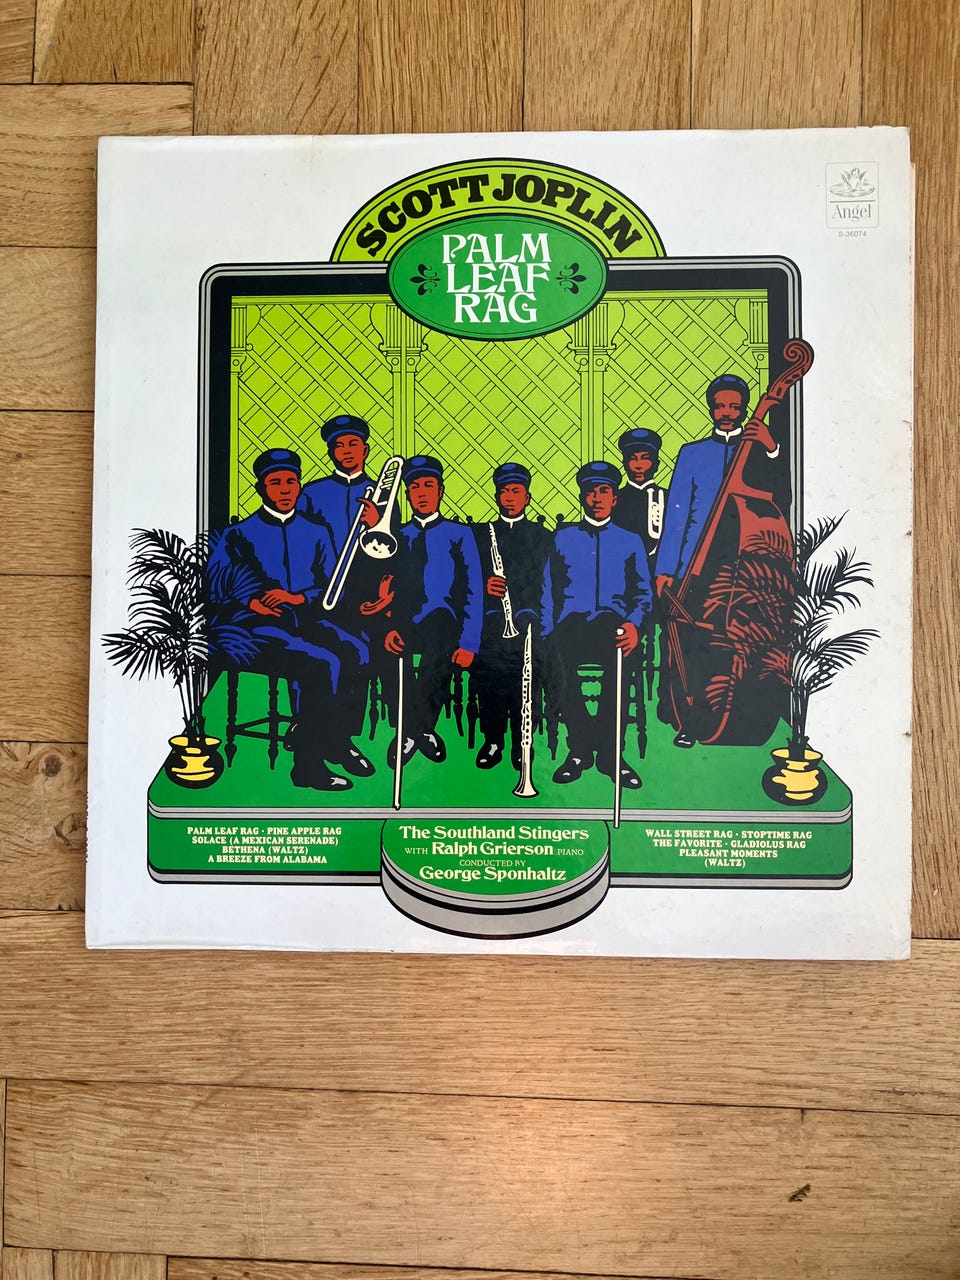 SCOTT JOPLIN
PALM
LEAF
RAG
Angel
S-36074
PALM LEAF RAG · PINE APPLE RAG
SOLACE (A MEXICAN SERENADE)
BETHENA (WALTZ)
A BREEZE FROM ALABAMA
The Southland Stingers
WITH Ralph Grierson PIANO
CONDUCTED BY
George Sponhaltz
WALL STREET RAG · STOPTIME RAG
THE FAVORITE · GLADIOLUS RAG
PLEASANT MOMENTS
(WALTZ)